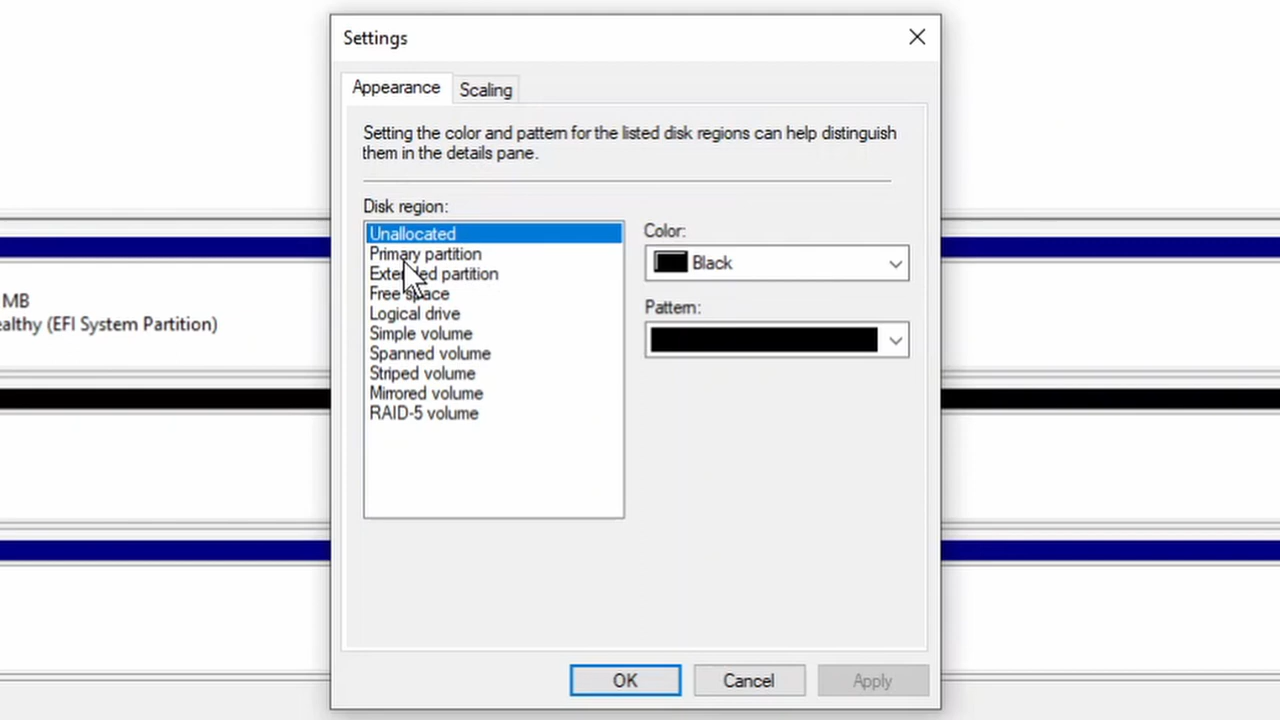 Settings
Appearance
Scaling
Setting the color and pattern for the listed disk regions can help distinguish
them in the details pane.
Disk region:
Unallocated
Primary partition
Extended partition
Free space
Logical drive
Simple volume
Spanned volume
Striped volume
Mirrored volume
RAID-5 volume
Color:
Black
Pattern:
MB
ealthy (EFI System Partition)
OK
Cancel
Apply